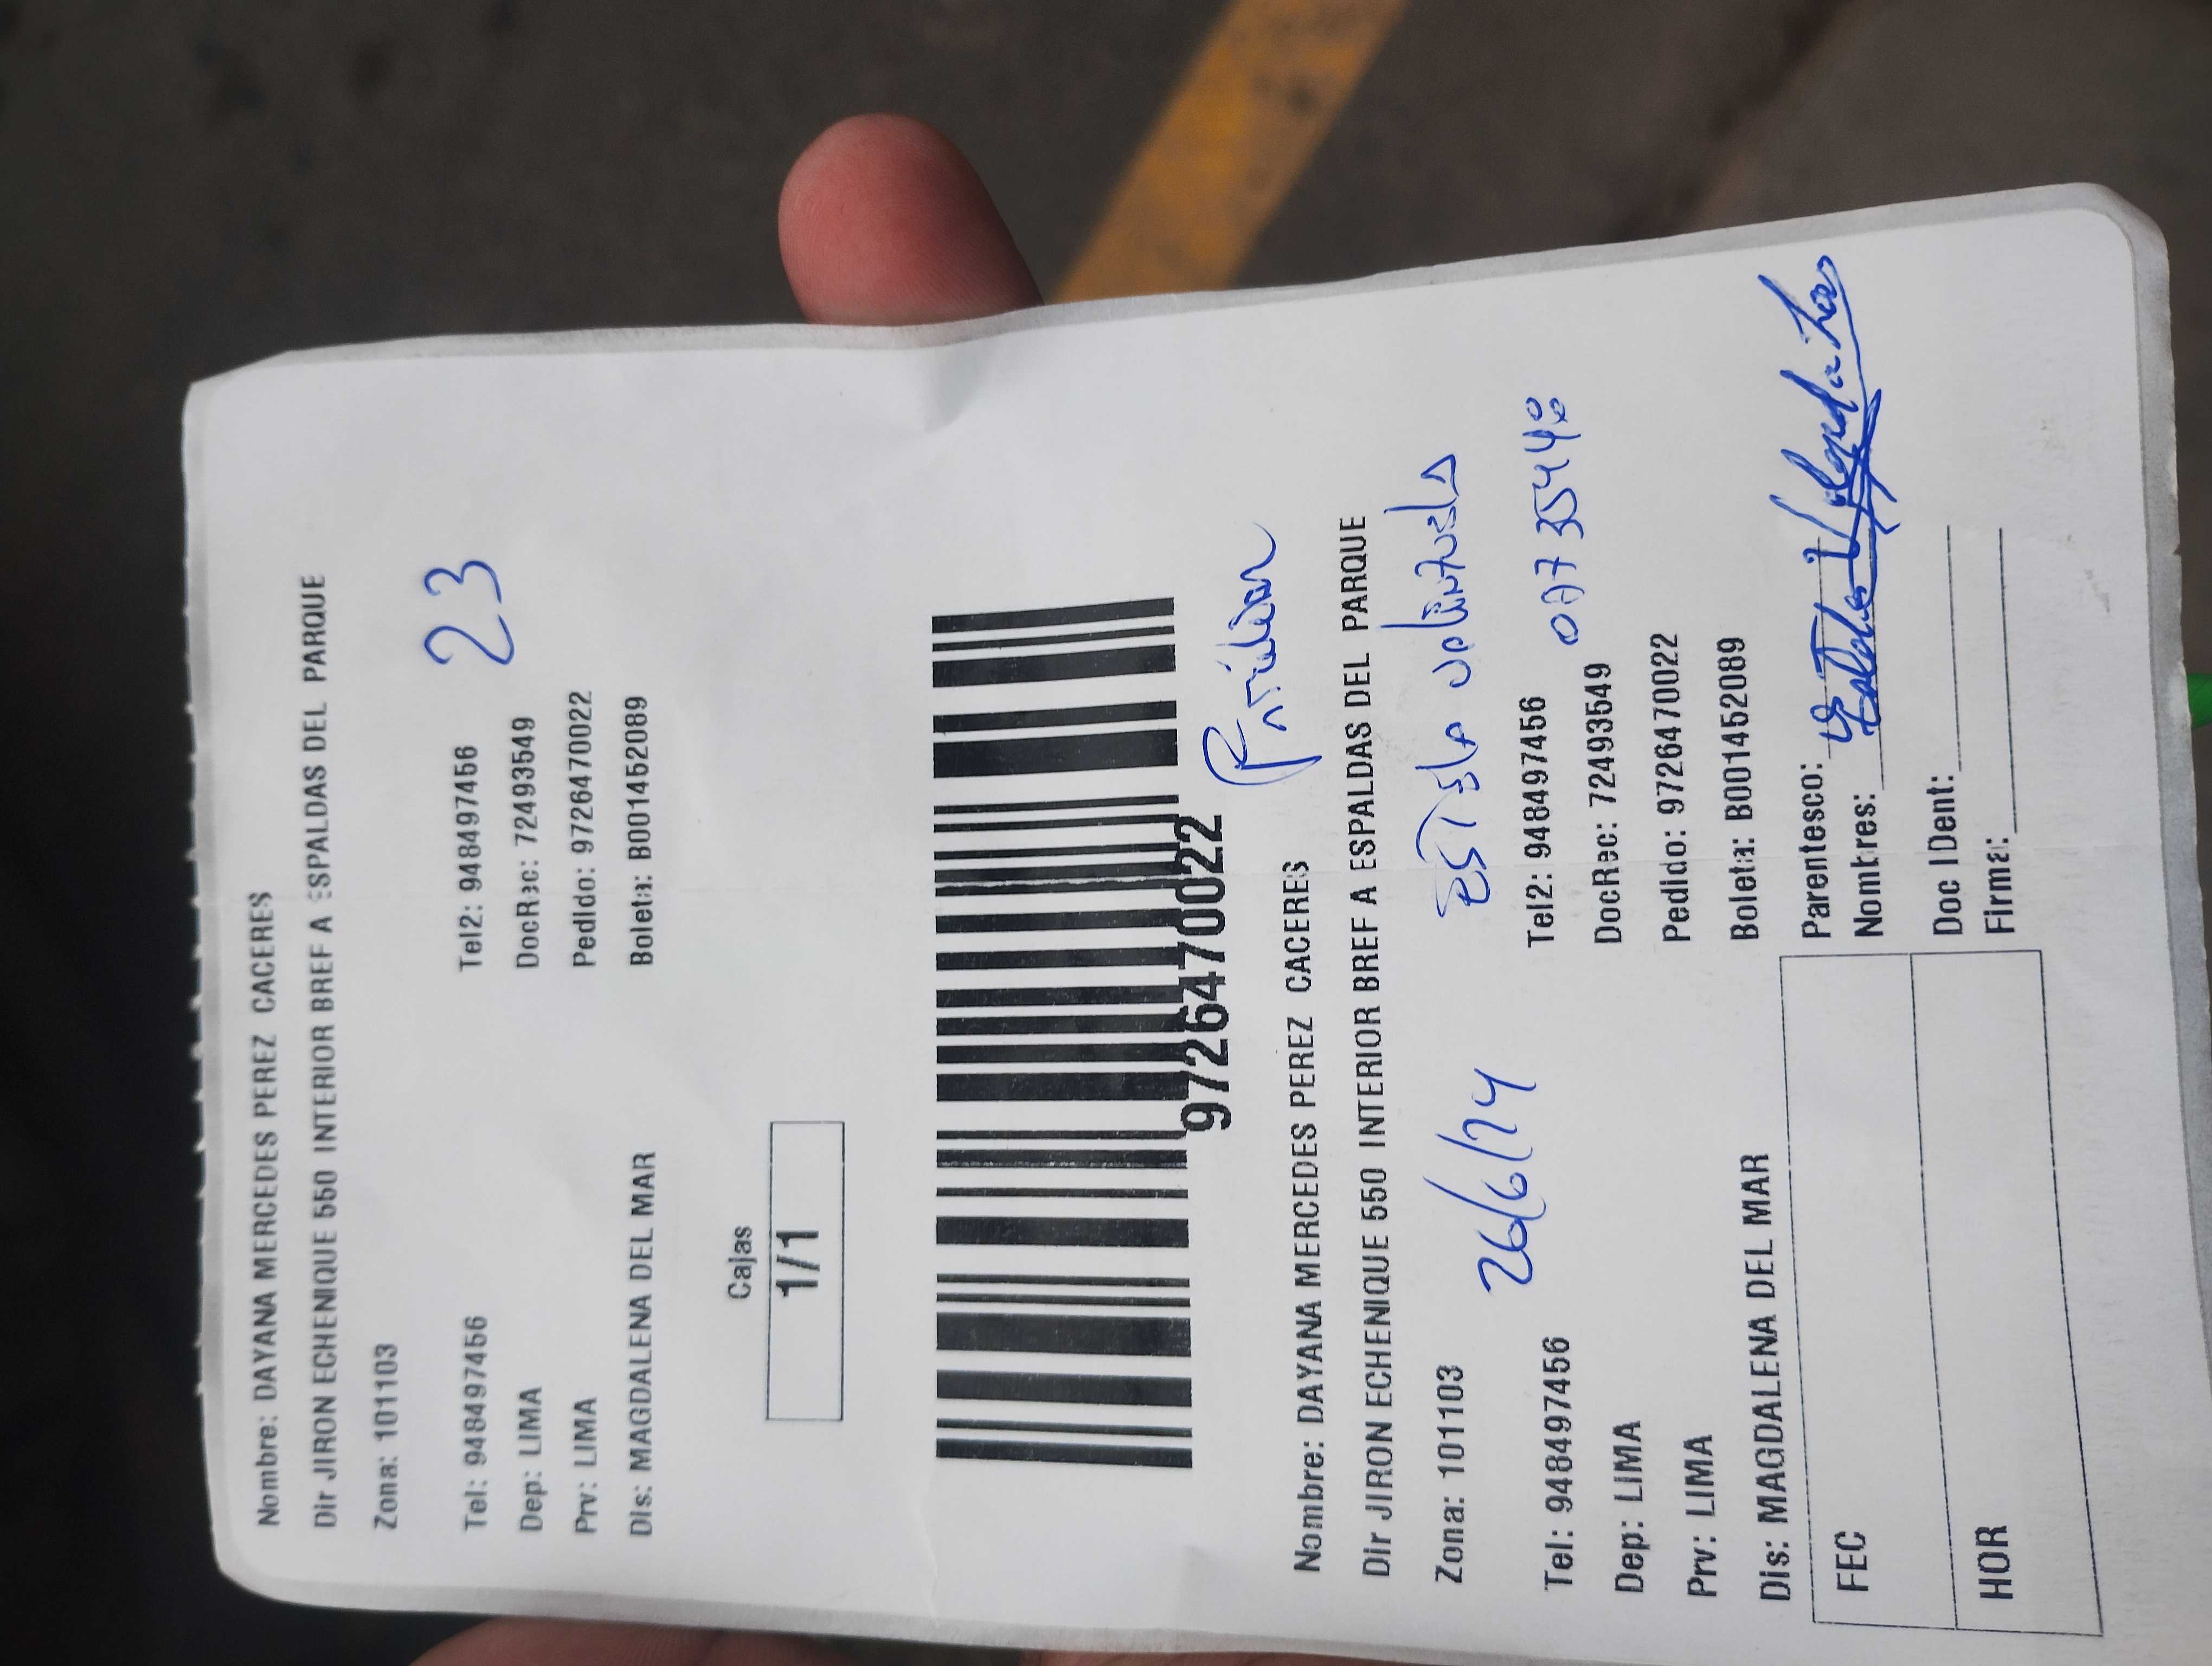 Nombre: DAYANA MERCEDES PEREZ CACERES
Dir JIRON ECHENIQUE 550 INTERIOR BREF A ESPALDAS DEL PARQUE
Zona: 101103
23
Tel: 948497456 Tel2: 948497456
Dep: LIMA DocRec: 72493549
Prv: LIMA Pedido: 9726470022
Dis: MAGDALENA DEL MAR Boleta: B001452089
Cajas
1/1
9726470022
Nombre: DAYANA MERCEDES PEREZ CACERES
Dir JIRON ECHENIQUE 550 INTERIOR BREF A ESPALDAS DEL PARQUE
Zona: 101103
26/6/24
Tel: 948497456 Tel2: 948497456
Dep: LIMA DocRec: 72493549
Prv: LIMA Pedido: 9726470022
Dis: MAGDALENA DEL MAR Boleta: B001452089
FEC Parentesco:
Nombres:
HOR Doc IDent:
Firma: